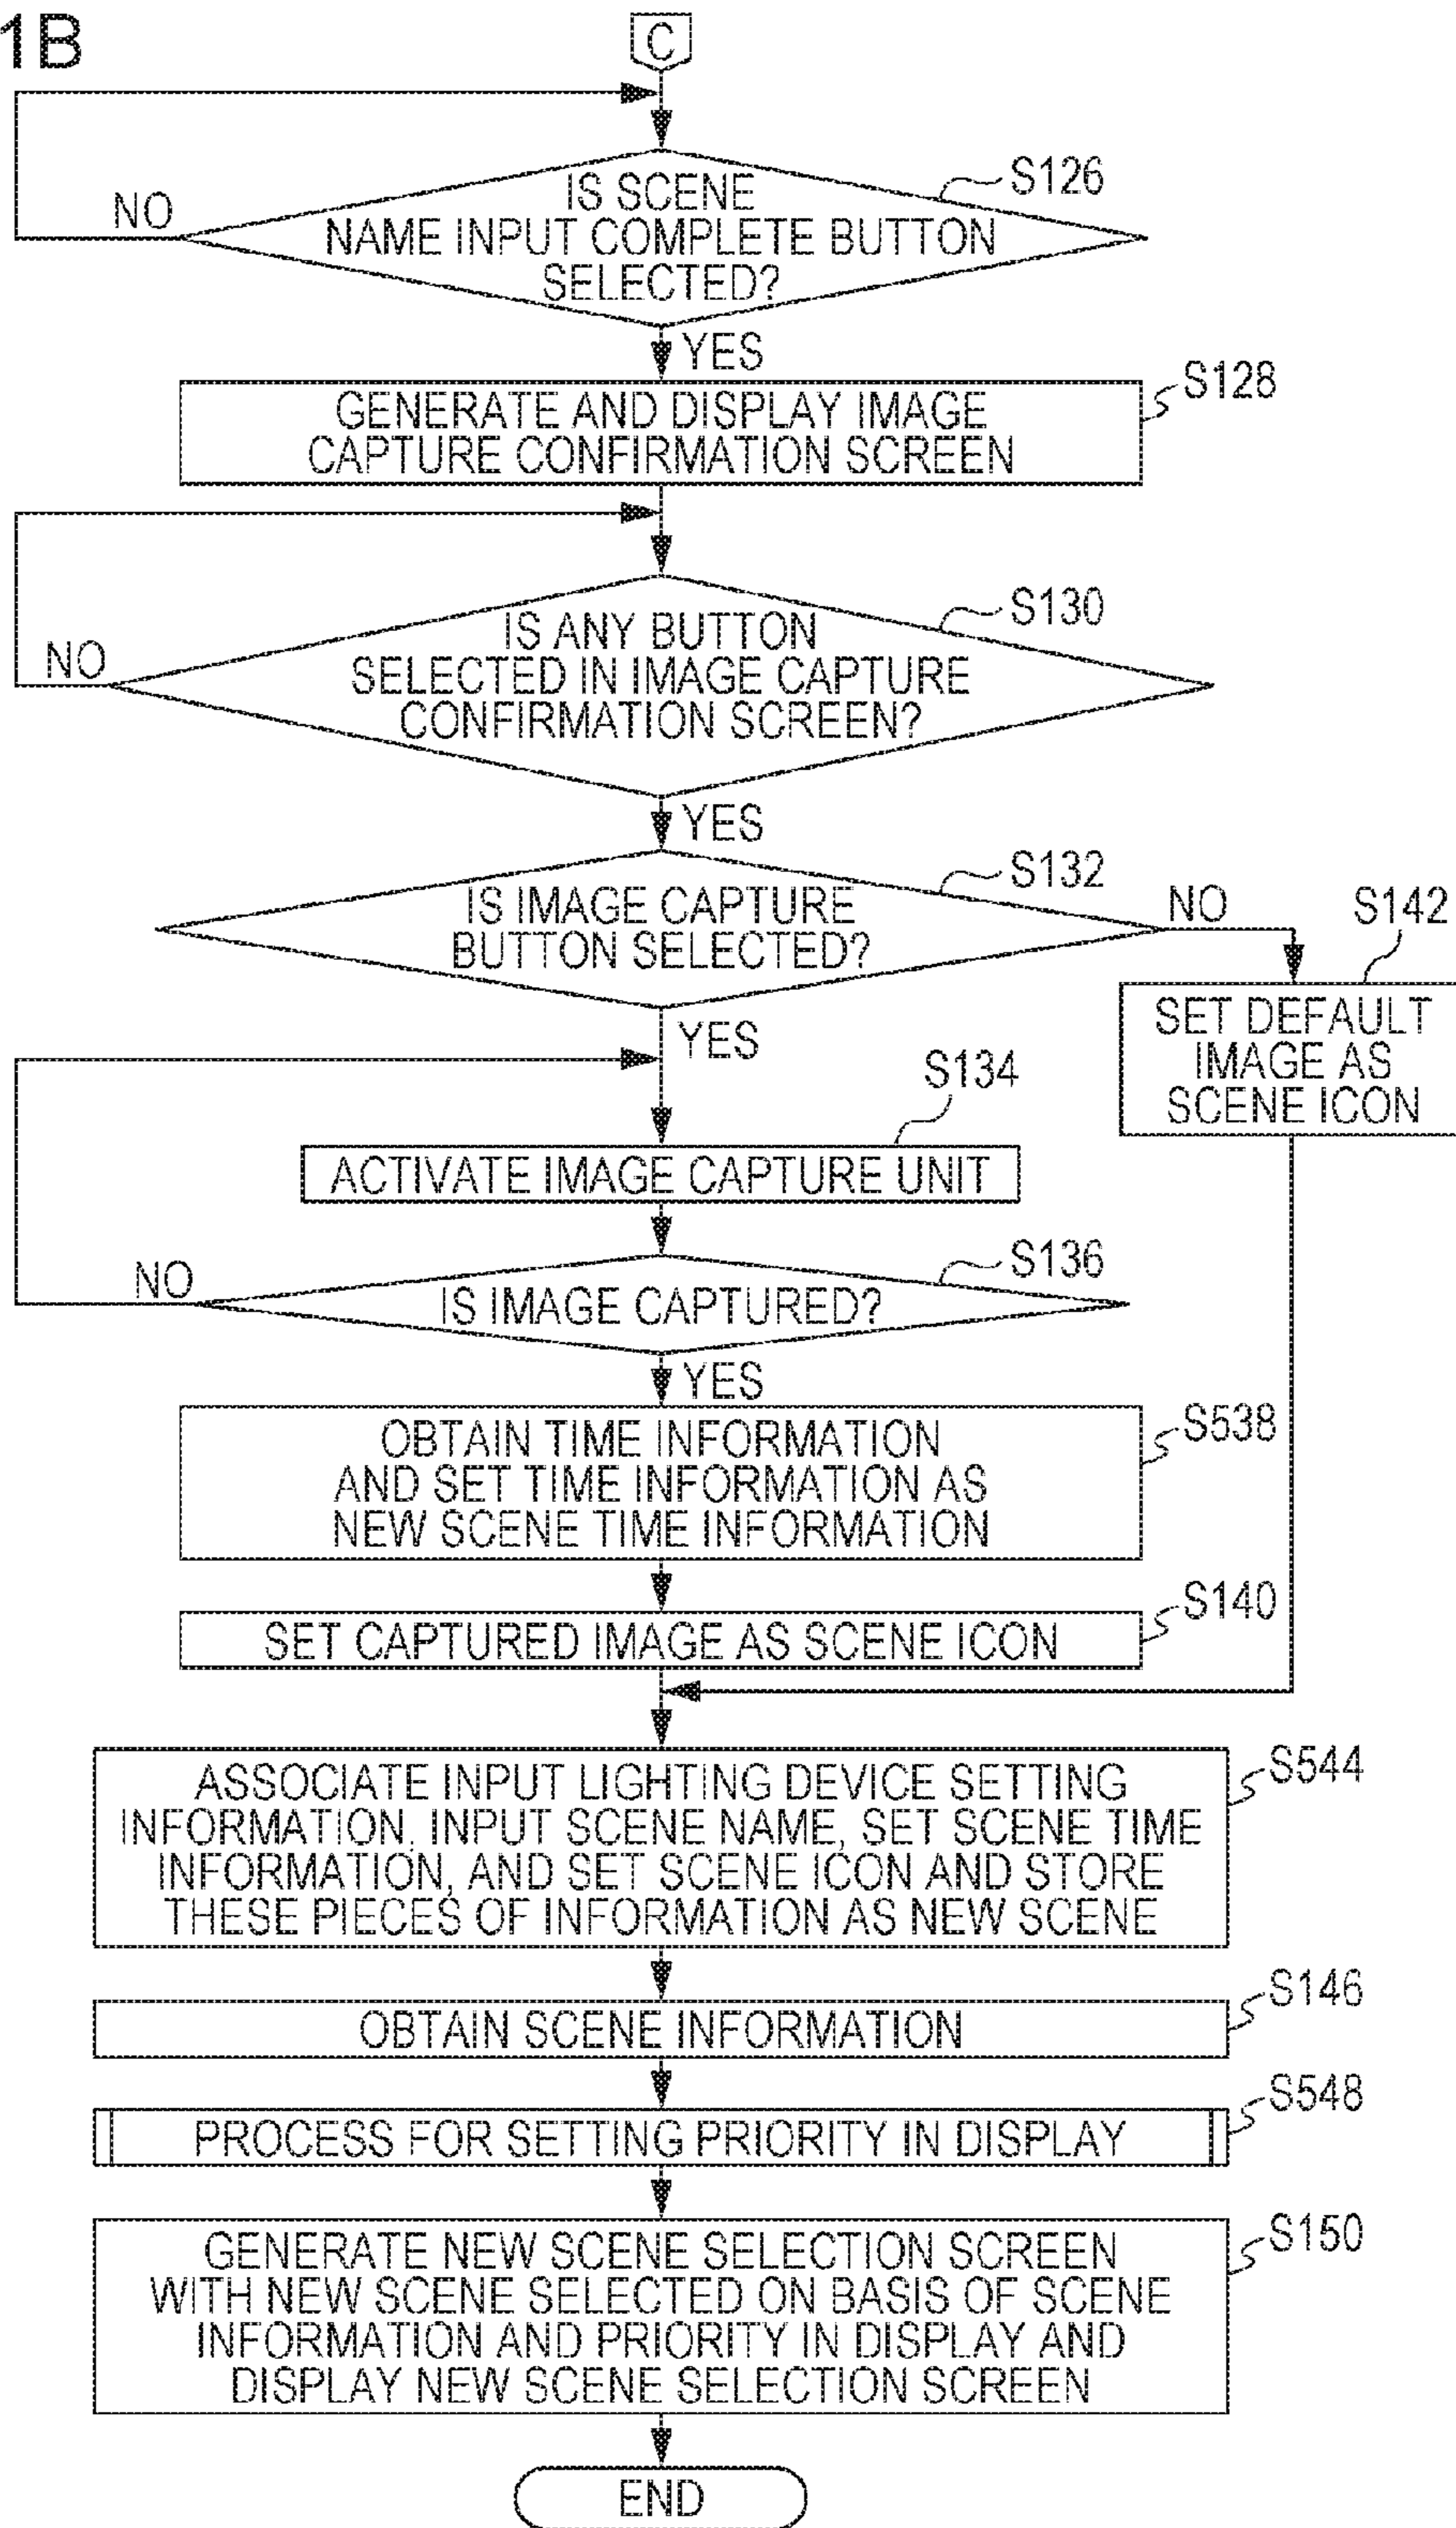 1B
C
IS SCENE
NAME INPUT COMPLETE BUTTON
SELECTED?
S126
NO
YES
GENERATE AND DISPLAY IMAGE
CAPTURE CONFIRMATION SCREEN
S128
IS ANY BUTTON
SELECTED IN IMAGE CAPTURE
CONFIRMATION SCREEN?
S130
NO
YES
IS IMAGE CAPTURE
BUTTON SELECTED?
S132
NO
S142
SET DEFAULT
IMAGE AS
SCENE ICON
YES
S134
ACTIVATE IMAGE CAPTURE UNIT
S136
NO
IS IMAGE CAPTURED?
YES
OBTAIN TIME INFORMATION
AND SET TIME INFORMATION AS
NEW SCENE TIME INFORMATION
S538
SET CAPTURED IMAGE AS SCENE ICON
S140
ASSOCIATE INPUT LIGHTING DEVICE SETTING
INFORMATION, INPUT SCENE NAME, SET SCENE TIME
INFORMATION, AND SET SCENE ICON AND STORE
THESE PIECES OF INFORMATION AS NEW SCENE
S544
OBTAIN SCENE INFORMATION
S146
PROCESS FOR SETTING PRIORITY IN DISPLAY
S548
GENERATE NEW SCENE SELECTION SCREEN
WITH NEW SCENE SELECTED ON BASIS OF SCENE
INFORMATION AND PRIORITY IN DISPLAY AND
DISPLAY NEW SCENE SELECTION SCREEN
S150
END